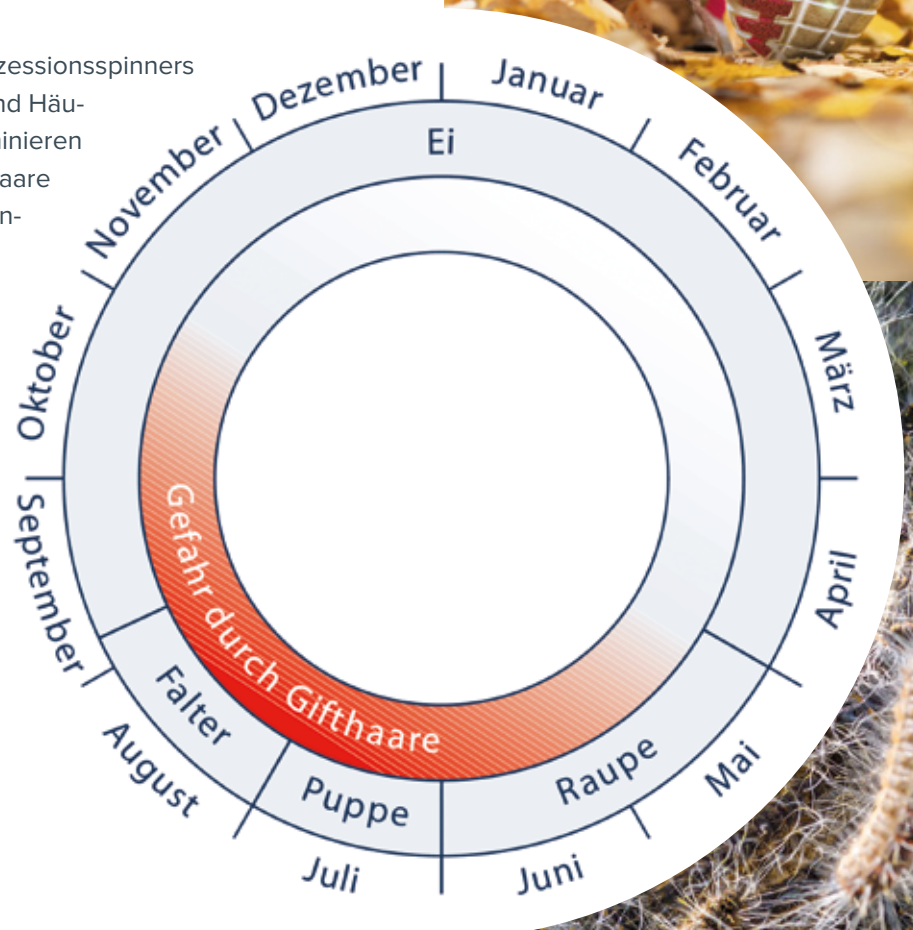 zessionsspinners
nd Häu-
inieren
aare
n-
Januar
Februar
März
April
Mai
Juni
Juli
August
September
Oktober
November
Dezember
Ei
Raupe
Puppe
Falter
Gefahr durch Gifthaare